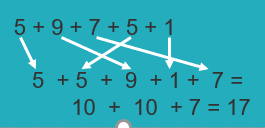 5 + 9 + 7 + 5 + 1
5 + 5 + 9 + 1 + 7 =
10 + 10 + 7 = 17